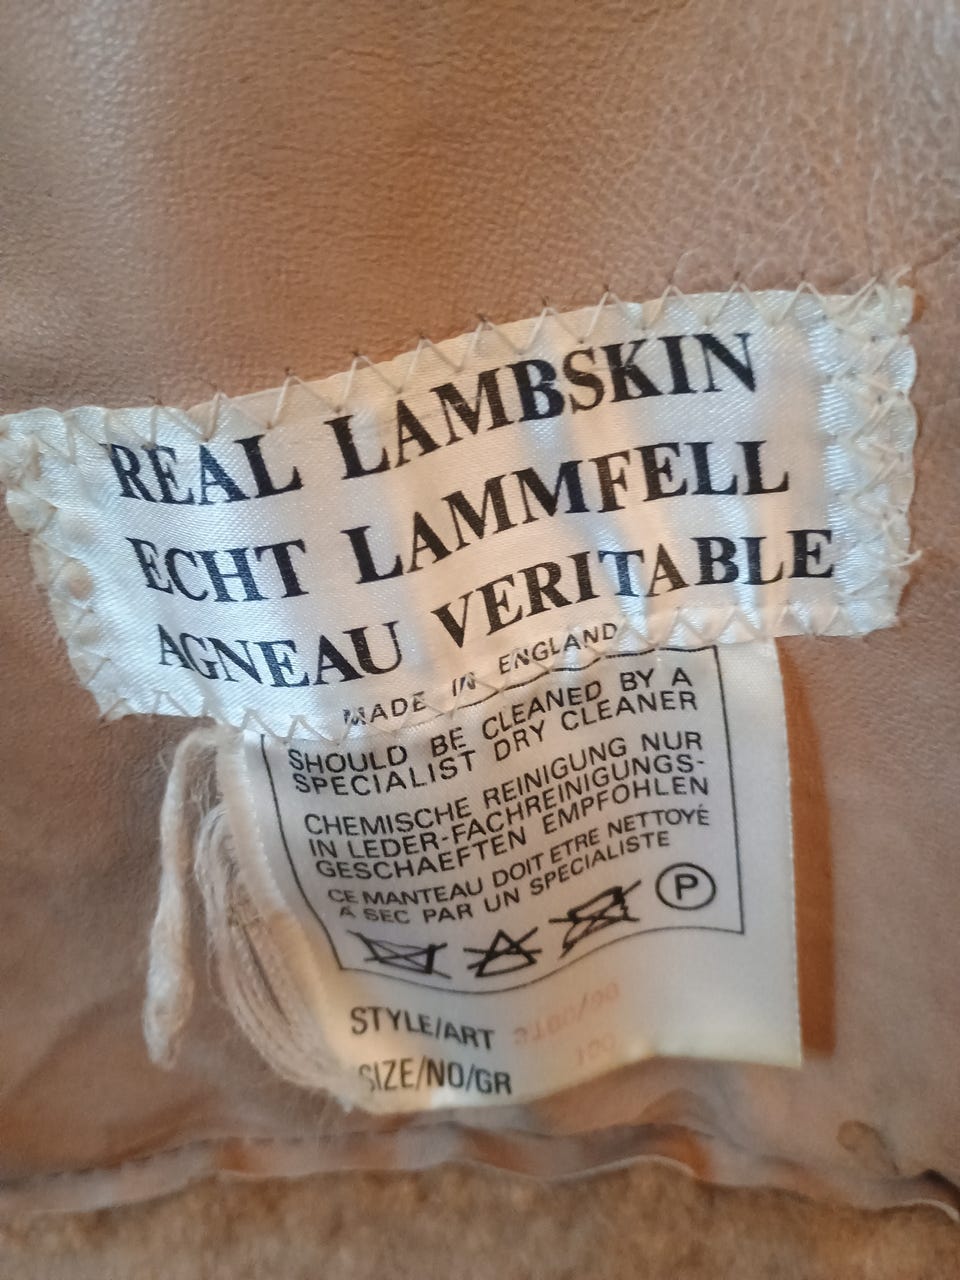 REAL LAMBSKIN
ECHT LAMMFELL
AGNEAU VERITABLE
MADE IN ENGLAND
SHOULD BE CLEANED BY A
SPECIALIST DRY CLEANER
CHEMISCHE REINIGUNG NUR
IN LEDER-FACHREINIGUNGS-
GESCHAEFTEN EMPFOHLEN
CE MANTEAU DOIT ETRE NETTOYÉ
A SEC PAR UN SPECIALISTE
P
STYLE/ART
SIZE/NO/GR 100